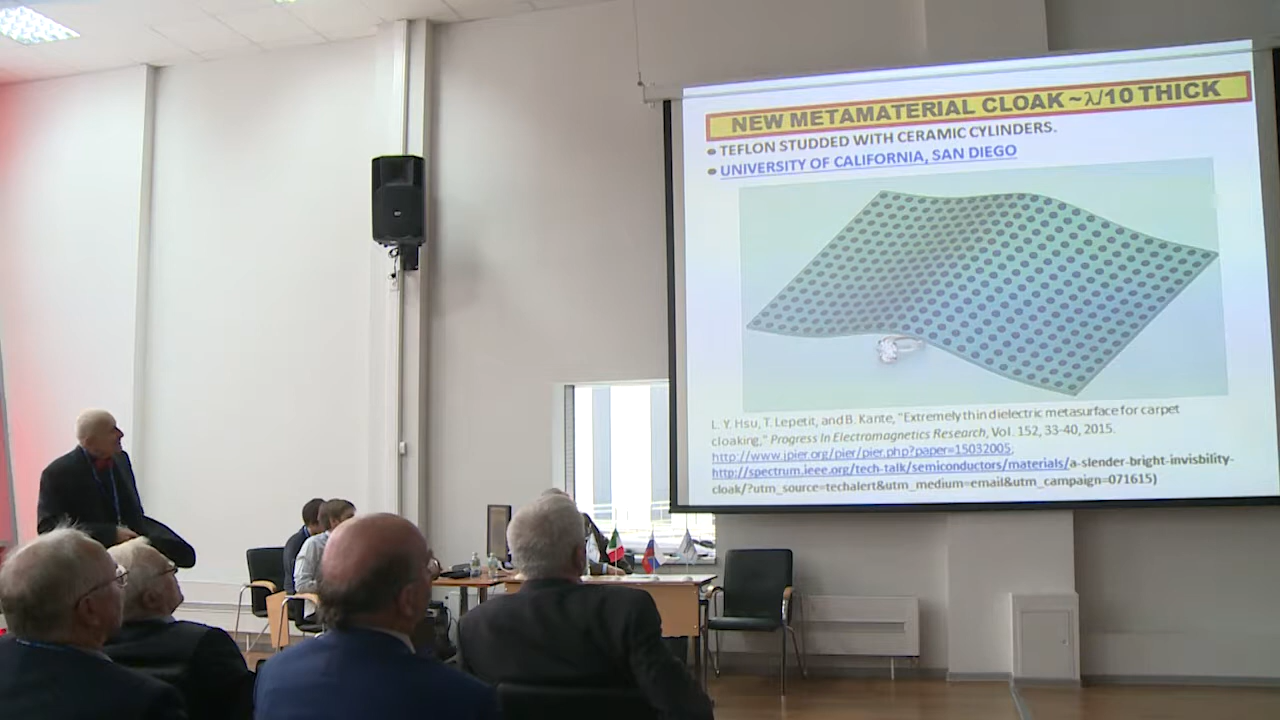 NEW METAMATERIAL CLOAK ~λ/10 THICK
TEFLON STUDDED WITH CERAMIC CYLINDERS.
UNIVERSITY OF CALIFORNIA, SAN DIEGO
L. Y. Hsu, T. Lepetit, and B. Kante, "Extremely thin dielectric metasurface for carpet
cloaking," Progress In Electromagnetics Research, Vol. 152, 33-40, 2015.
http://www.jpier.org/pier/pier.php?paper=15032005;
http://spectrum.ieee.org/tech-talk/semiconductors/materials/a-slender-bright-invisbility-
cloak/?utm_source=techalert&utm_medium=email&utm_campaign=071615)